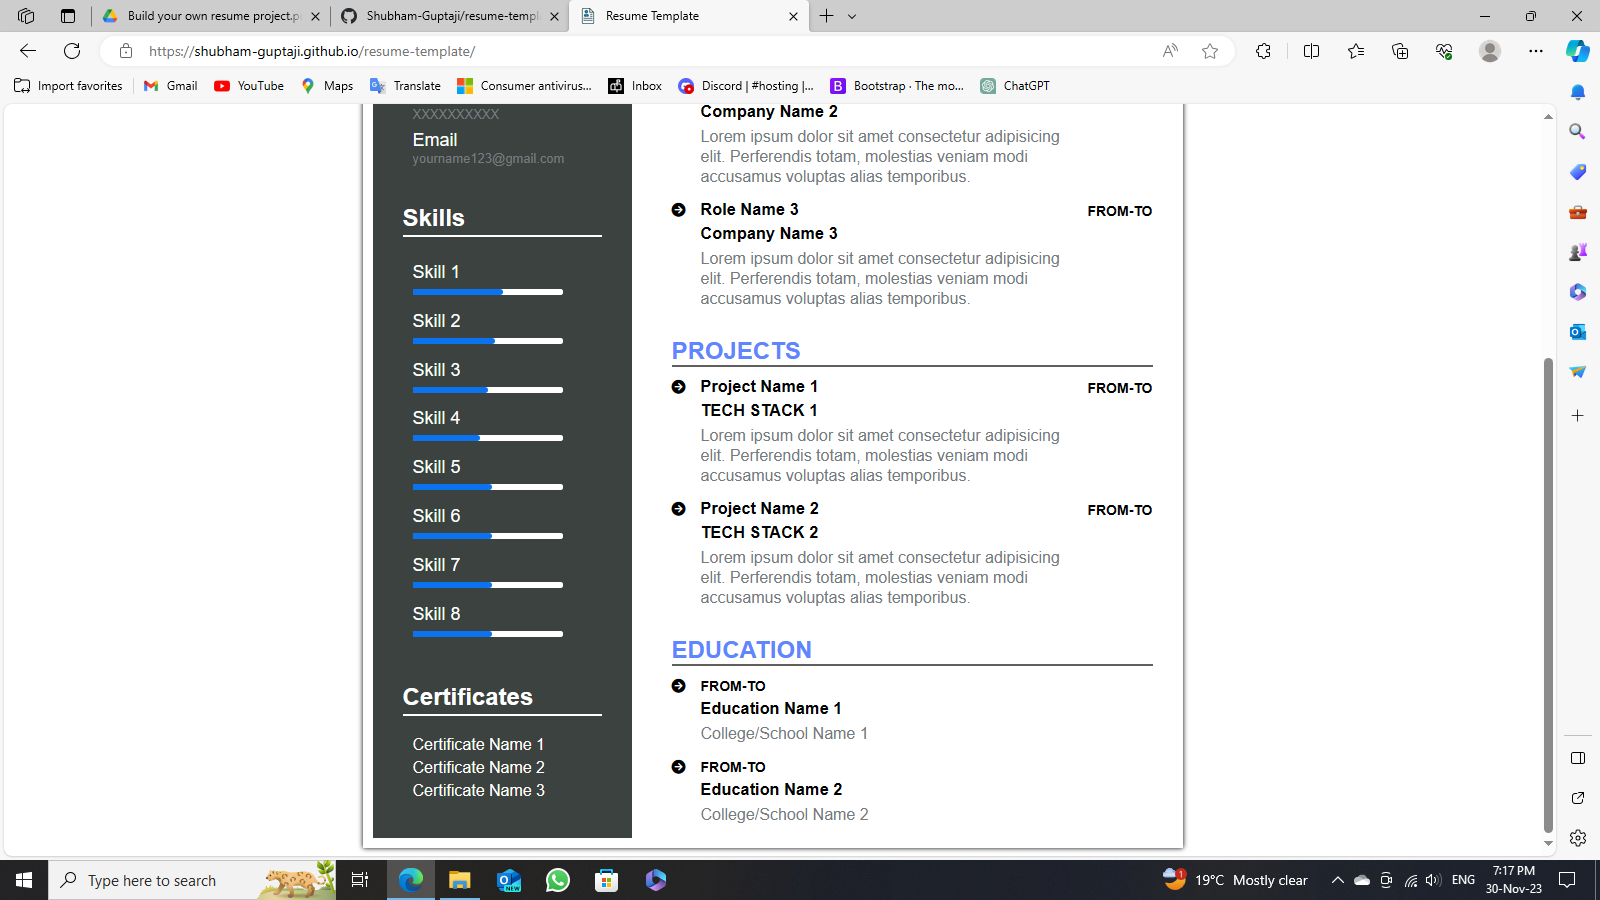 Build your own resume project.pc
Shubham-Guptaji/resume-templ
Resume Template
https://shubham-guptaji.github.io/resume-template/
Import favorites
Gmail
YouTube
Maps
Translate
Consumer antivirus...
Inbox
Discord | #hosting |...
Bootstrap · The mo...
ChatGPT
XXXXXXXXXX
Email
yourname123@gmail.com
Skills
Skill 1
Skill 2
Skill 3
Skill 4
Skill 5
Skill 6
Skill 7
Skill 8
Certificates
Certificate Name 1
Certificate Name 2
Certificate Name 3
Company Name 2
Lorem ipsum dolor sit amet consectetur adipisicing
elit. Perferendis totam, molestias veniam modi
accusamus voluptas alias temporibus.
Role Name 3
FROM-TO
Company Name 3
Lorem ipsum dolor sit amet consectetur adipisicing
elit. Perferendis totam, molestias veniam modi
accusamus voluptas alias temporibus.
PROJECTS
Project Name 1
FROM-TO
TECH STACK 1
Lorem ipsum dolor sit amet consectetur adipisicing
elit. Perferendis totam, molestias veniam modi
accusamus voluptas alias temporibus.
Project Name 2
FROM-TO
TECH STACK 2
Lorem ipsum dolor sit amet consectetur adipisicing
elit. Perferendis totam, molestias veniam modi
accusamus voluptas alias temporibus.
EDUCATION
FROM-TO
Education Name 1
College/School Name 1
FROM-TO
Education Name 2
College/School Name 2
Type here to search
NEW
1
19°C Mostly clear
ENG
7:17 PM
30-Nov-23